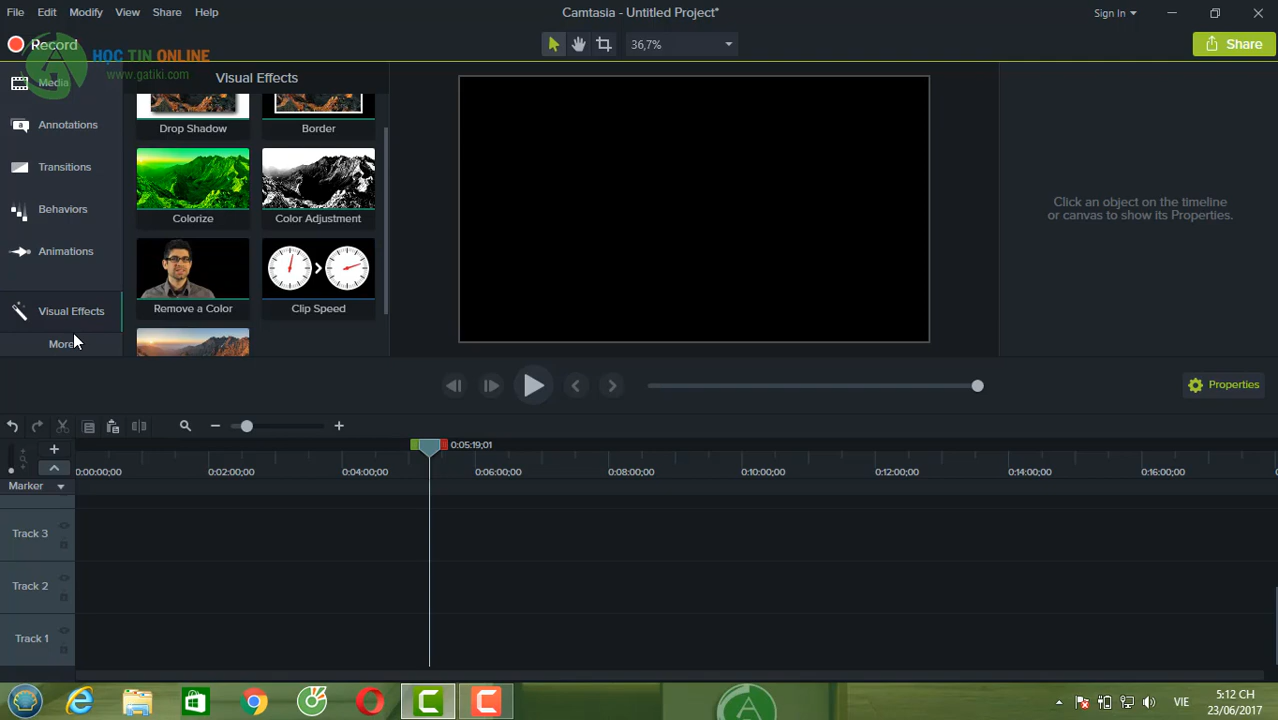 File Edit Modify View Share Help
Camtasia - Untitled Project*
Sign In
Record
HỌC TIN ONLINE
www.gatiki.com
36,7%
Share
Media
Visual Effects
Annotations
Drop Shadow
Border
Transitions
Behaviors
Colorize
Color Adjustment
Click an object on the timeline
or canvas to show its Properties.
Animations
Visual Effects
Remove a Color
Clip Speed
More
Properties
0:05:19;01
0:00:00;00 0:02:00;00 0:04:00;00 0:06:00;00 0:08:00;00 0:10:00;00 0:12:00;00 0:14:00;00 0:16:00;00
Marker
Track 3
Track 2
Track 1
VIE
5:12 CH
23/06/2017